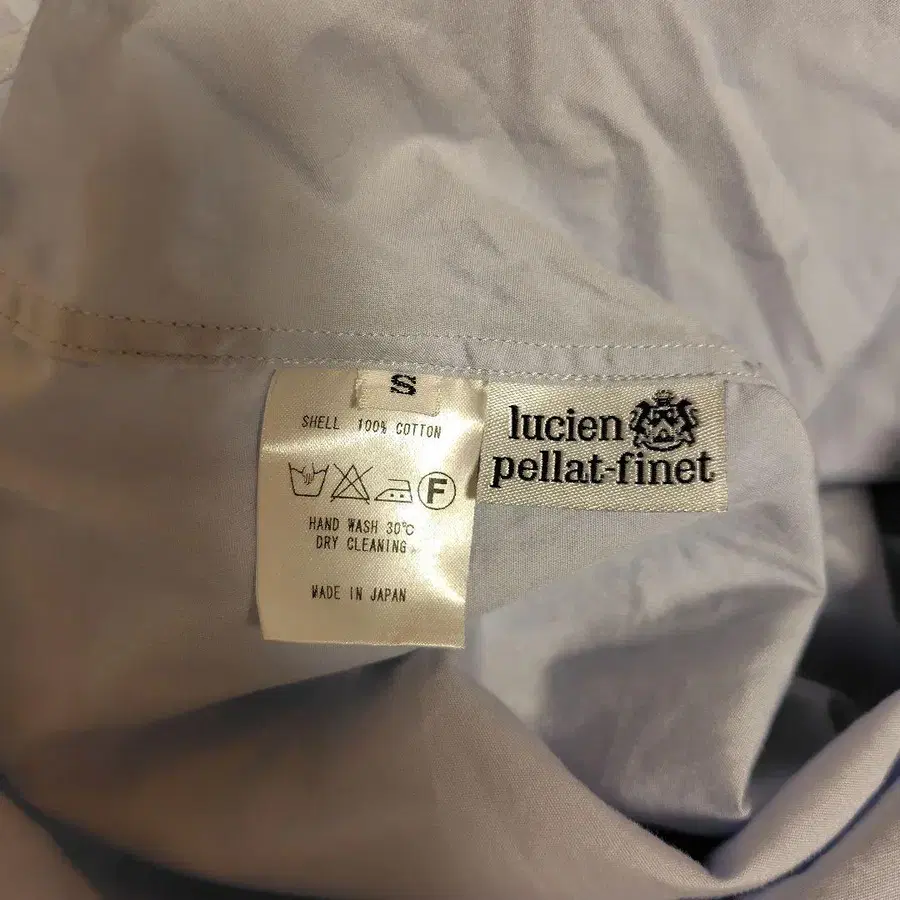 S
SHELL 100% COTTON
F
HAND WASH 30℃
DRY CLEANING
MADE IN JAPAN
lucien
pellat-finet